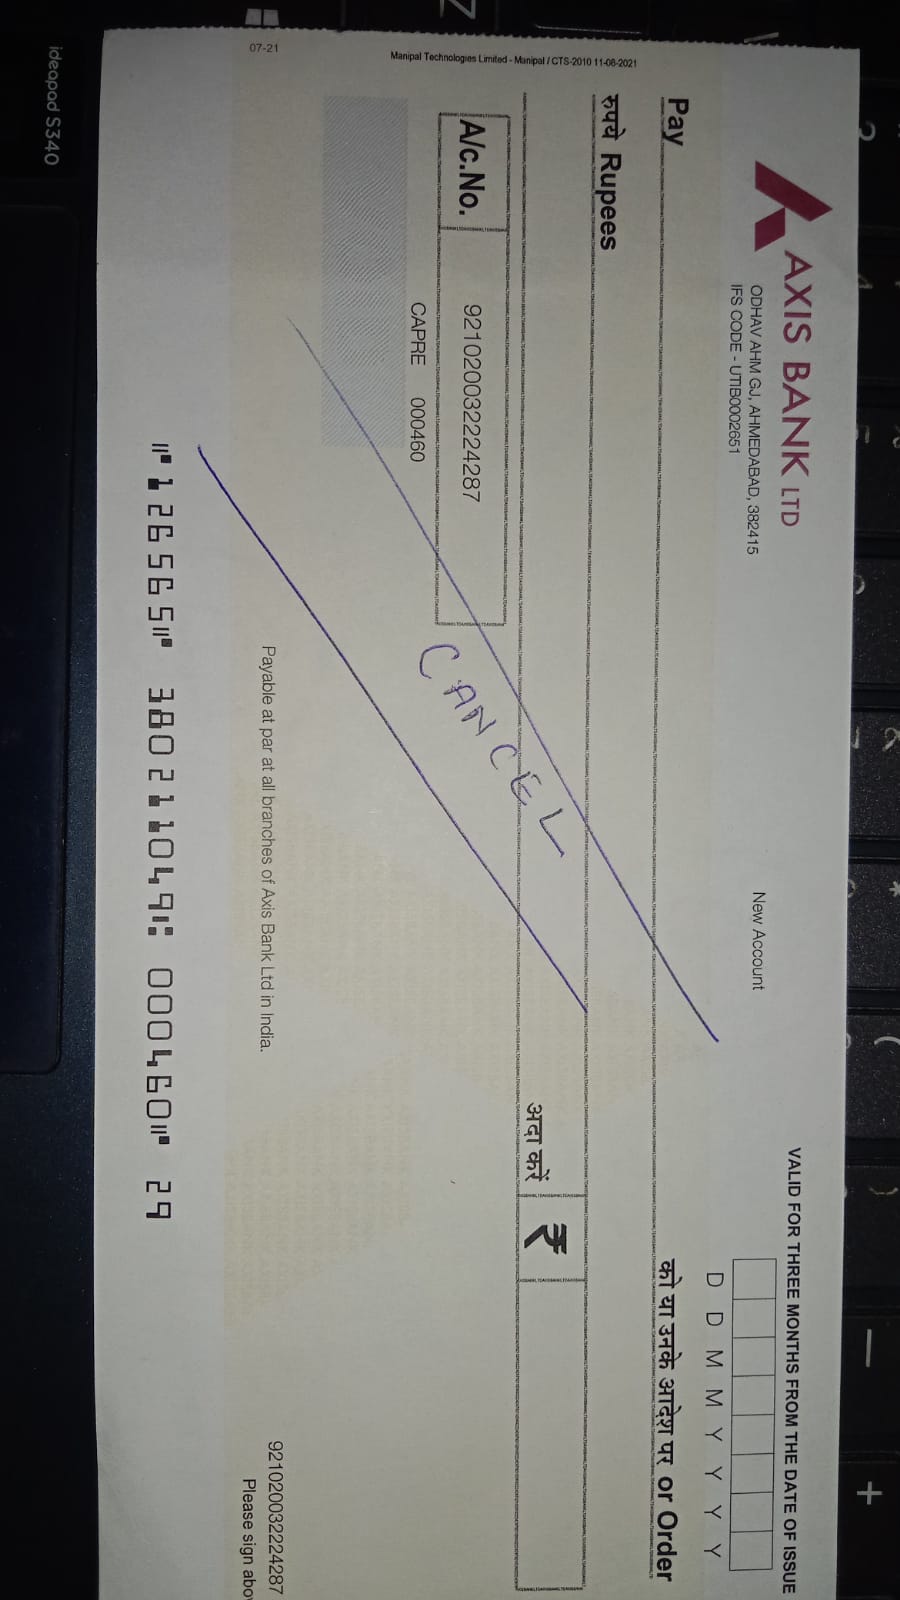 AXIS BANK LTD
ODHAV AHM GJ, AHMEDABAD, 382415
IFS CODE - UTIB0002651
New Account
VALID FOR THREE MONTHS FROM THE DATE OF ISSUE
D D M M Y Y Y Y
Pay
को या उनके आदेश पर or Order
रुपये Rupees
अदा करें ₹
A/c.No. 921020032224287
CAPRE 000460
CANCEL
Manipal Technologies Limited - Manipal / CTS-2010 11-08-2021
07-21
Payable at par at all branches of Axis Bank Ltd in India.
921020032224287
Please sign abo
⑈126565⑈ 380211049⑆ 000460⑈ 29
ideapad S340